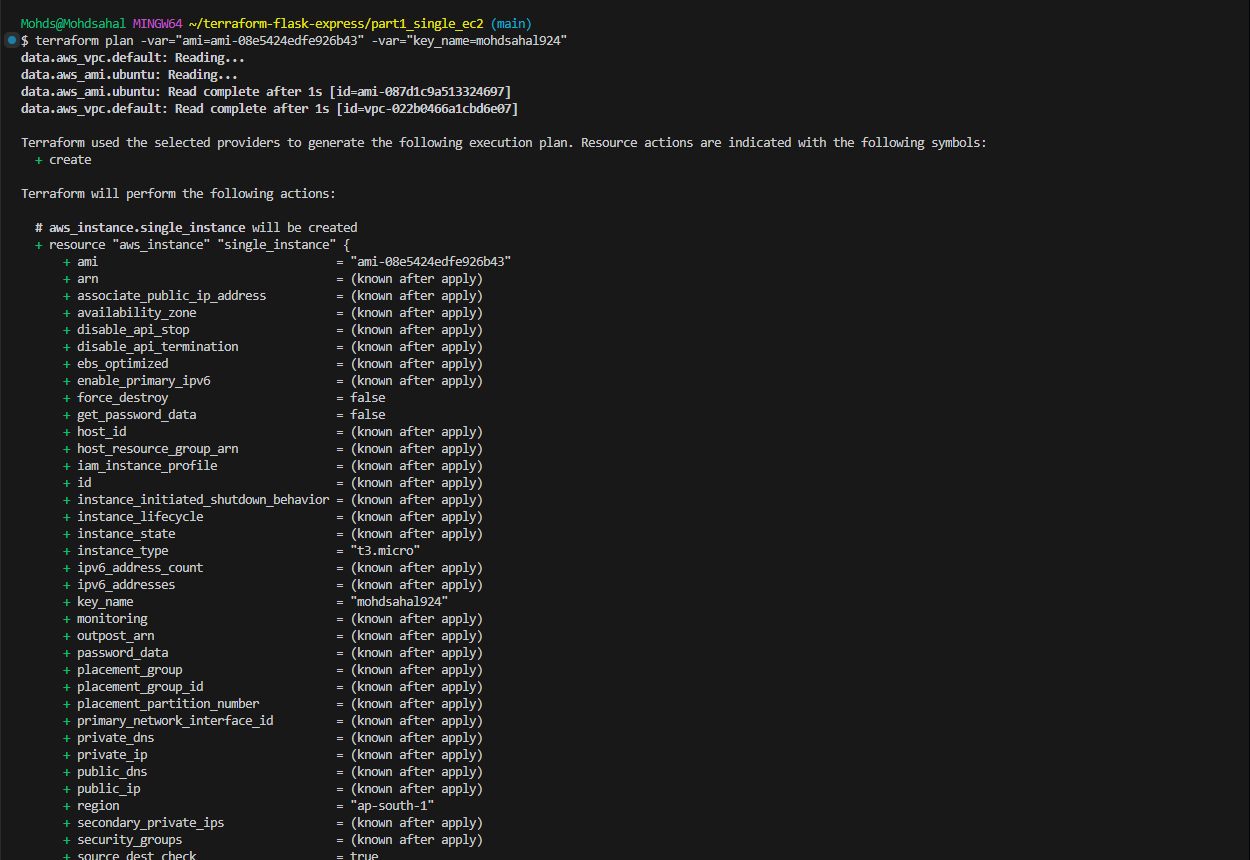 Mohds@Mohdsahal MINGW64 ~/terraform-flask-express/part1_single_ec2 (main)
$ terraform plan -var="ami=ami-08e5424edfe926b43" -var="key_name=mohdsahal924"
data.aws_vpc.default: Reading...
data.aws_ami.ubuntu: Reading...
data.aws_ami.ubuntu: Read complete after 1s [id=ami-087d1c9a513324697]
data.aws_vpc.default: Read complete after 1s [id=vpc-022b0466a1cbd6e07]
Terraform used the selected providers to generate the following execution plan. Resource actions are indicated with the following symbols:
+ create
Terraform will perform the following actions:
# aws_instance.single_instance will be created
+ resource "aws_instance" "single_instance" {
+ ami = "ami-08e5424edfe926b43"
+ arn = (known after apply)
+ associate_public_ip_address = (known after apply)
+ availability_zone = (known after apply)
+ disable_api_stop = (known after apply)
+ disable_api_termination = (known after apply)
+ ebs_optimized = (known after apply)
+ enable_primary_ipv6 = (known after apply)
+ force_destroy = false
+ get_password_data = false
+ host_id = (known after apply)
+ host_resource_group_arn = (known after apply)
+ iam_instance_profile = (known after apply)
+ id = (known after apply)
+ instance_initiated_shutdown_behavior = (known after apply)
+ instance_lifecycle = (known after apply)
+ instance_state = (known after apply)
+ instance_type = "t3.micro"
+ ipv6_address_count = (known after apply)
+ ipv6_addresses = (known after apply)
+ key_name = "mohdsahal924"
+ monitoring = (known after apply)
+ outpost_arn = (known after apply)
+ password_data = (known after apply)
+ placement_group = (known after apply)
+ placement_group_id = (known after apply)
+ placement_partition_number = (known after apply)
+ primary_network_interface_id = (known after apply)
+ private_dns = (known after apply)
+ private_ip = (known after apply)
+ public_dns = (known after apply)
+ public_ip = (known after apply)
+ region = "ap-south-1"
+ secondary_private_ips = (known after apply)
+ security_groups = (known after apply)
+ source_dest_check = true